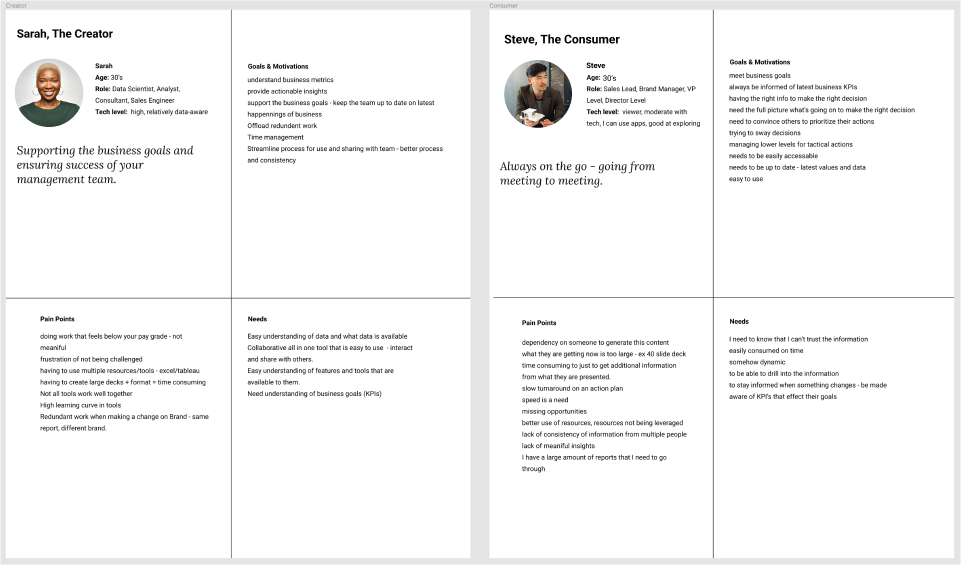 Creator
Sarah, The Creator
Sarah
Age: 30's
Role: Data Scientist, Analyst,
Consultant, Sales Engineer
Tech level: high, relatively data-aware
Supporting the business goals and
ensuring success of your
management team.
Goals & Motivations
understand business metrics
provide actionable insights
support the business goals - keep the team up to date on latest
happennings of business
Offload redundent work
Time management
Streamline process for use and sharing with team - better process
and consistency
Pain Points
doing work that feels below your pay grade - not
meaniful
frustration of not being challenged
having to use multiple resources/tools - excel/tableau
having to create large decks + format = time consuming
Not all tools work well together
High learning curve in tools
Redundant work when making a change on Brand - same
report, different brand.
Needs
Easy understanding of data and what data is available
Collaborative all in one tool that is easy to use - interact
and share with others.
Easy understanding of features and tools that are
available to them.
Need understanding of business goals (KPIs)
Consumer
Steve, The Consumer
Steve
Age: 30's
Role: Sales Lead, Brand Manager, VP
Level, Director Level
Tech level: viewer, moderate with
tech, I can use apps, good at exploring
Always on the go - going from
meeting to meeting.
Goals & Motivations
meet business goals
always be informed of latest business KPIs
having the right info to make the right decision
need the full picture what's going on to make the right decision
need to convince others to prioritize their actions
trying to sway decisions
managing lower levels for tactical actions
needs to be easily accessable
needs to be up to date - latest values and data
easy to use
Pain Points
dependency on someone to generate this content
what they are getting now is too large - ex 40 slide deck
time consuming to just to get additional information
from what they are presented.
slow turnaround on an action plan
speed is a need
missing opportunities
better use of resources, resources not being leveraged
lack of consistency of information from multiple people
lack of meaniful insights
I have a large amount of reports that I need to go
through
Needs
I need to know that I can't trust the information
easily consumed on time
somehow dynamic
to be able to drill into the information
to stay informed when something changes - be made
aware of KPI's that effect their goals